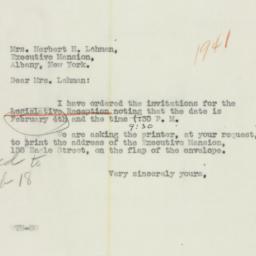 1941
Mrs. Herbert H. Lehman,
Executive Mansion,
Albany, New York.
Dear Mrs. Lehman:
I have ordered the invitations for the
Legislative Reception noting that the date is
February 4th and the time :30 P. M.
9:30
We are asking the printer, at your request,
to print the address of the Executive Mansion,
138 Eagle Street, on the flap of the envelope.
to
18
Very sincerely yours,